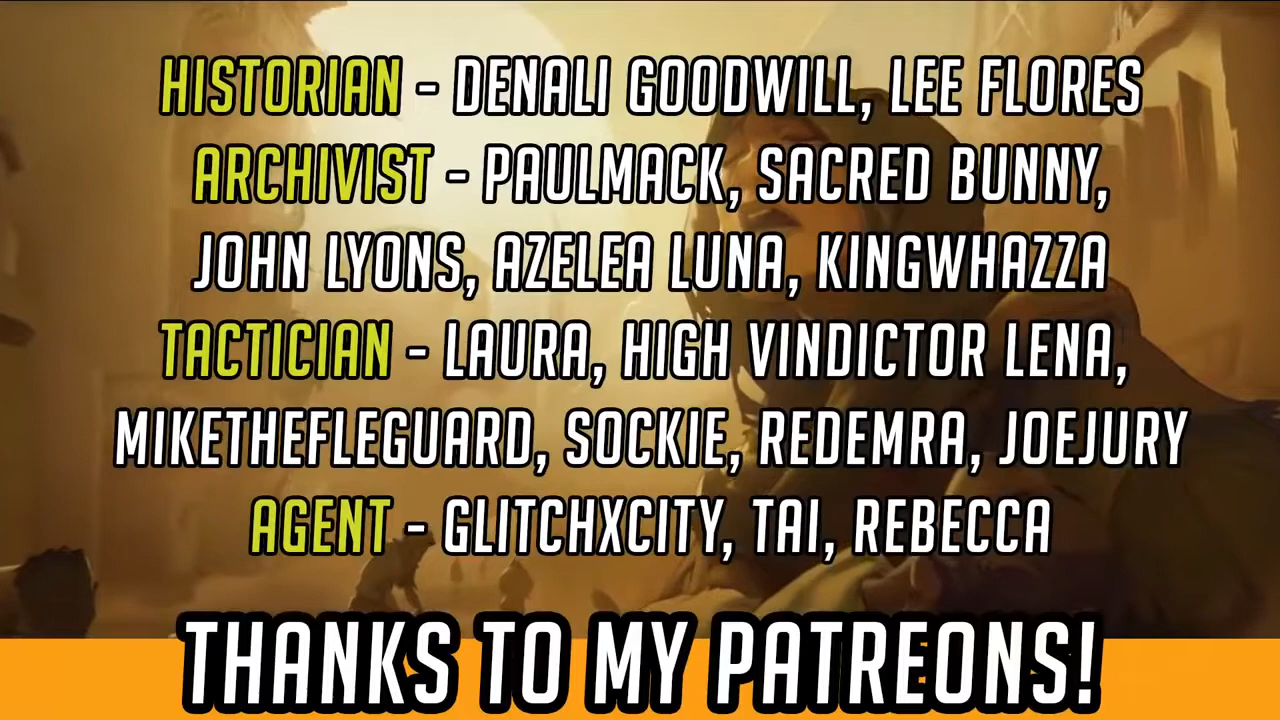 HISTORIAN - DENALI GOODWILL, LEE FLORES
ARCHIVIST - PAULMACK, SACRED BUNNY,
JOHN LYONS, AZELEA LUNA, KINGWHAZZA
TACTICIAN - LAURA, HIGH VINDICTOR LENA,
MIKETHEFLEGUARD, SOCKIE, REDEMRA, JOEJURY
AGENT - GLITCHXCITY, TAI, REBECCA
THANKS TO MY PATREONS!